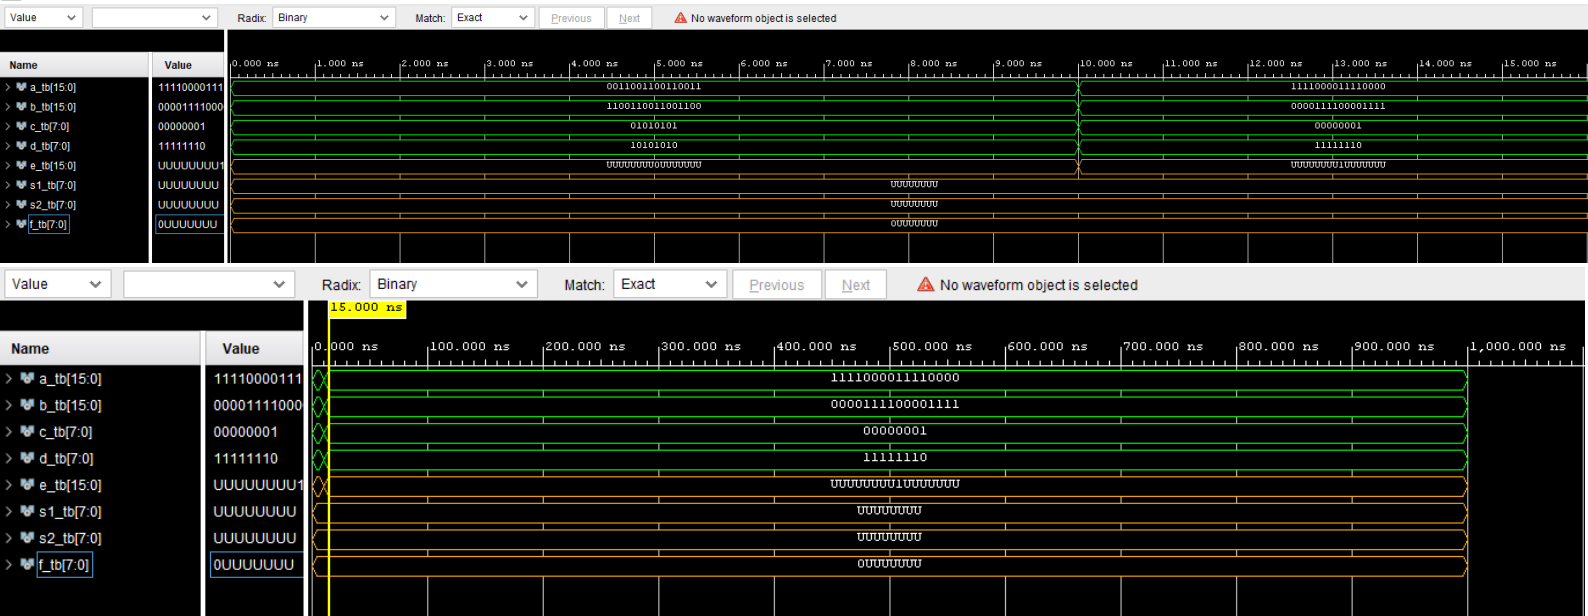 Value Radix: Binary Match: Exact Previous Next No waveform object is selected
Name Value 0.000 ns 1.000 ns 2.000 ns 3.000 ns 4.000 ns 5.000 ns 6.000 ns 7.000 ns 8.000 ns 9.000 ns 10.000 ns 11.000 ns 12.000 ns 13.000 ns 14.000 ns 15.000 ns
a_tb[15:0] 11110000111 0011001100110011 1111000011110000
b_tb[15:0] 00001111000 1100110011001100 0000111100001111
c_tb[7:0] 00000001 01010101 00000001
d_tb[7:0] 11111110 10101010 11111110
e_tb[15:0] UUUUUUUU1 UUUUUUUU0UUUUUUU UUUUUUUU1UUUUUUU
s1_tb[7:0] UUUUUUUU UUUUUUUU
s2_tb[7:0] UUUUUUUU UUUUUUUU
f_tb[7:0] 0UUUUUUU 0UUUUUUU
Value Radix: Binary Match: Exact Previous Next No waveform object is selected
15.000 ns
Name Value 0.000 ns 100.000 ns 200.000 ns 300.000 ns 400.000 ns 500.000 ns 600.000 ns 700.000 ns 800.000 ns 900.000 ns 1,000.000 ns
a_tb[15:0] 11110000111 1111000011110000
b_tb[15:0] 00001111000 0000111100001111
c_tb[7:0] 00000001 00000001
d_tb[7:0] 11111110 11111110
e_tb[15:0] UUUUUUUU1 UUUUUUUU1UUUUUUU
s1_tb[7:0] UUUUUUUU UUUUUUUU
s2_tb[7:0] UUUUUUUU UUUUUUUU
f_tb[7:0] 0UUUUUUU 0UUUUUUU